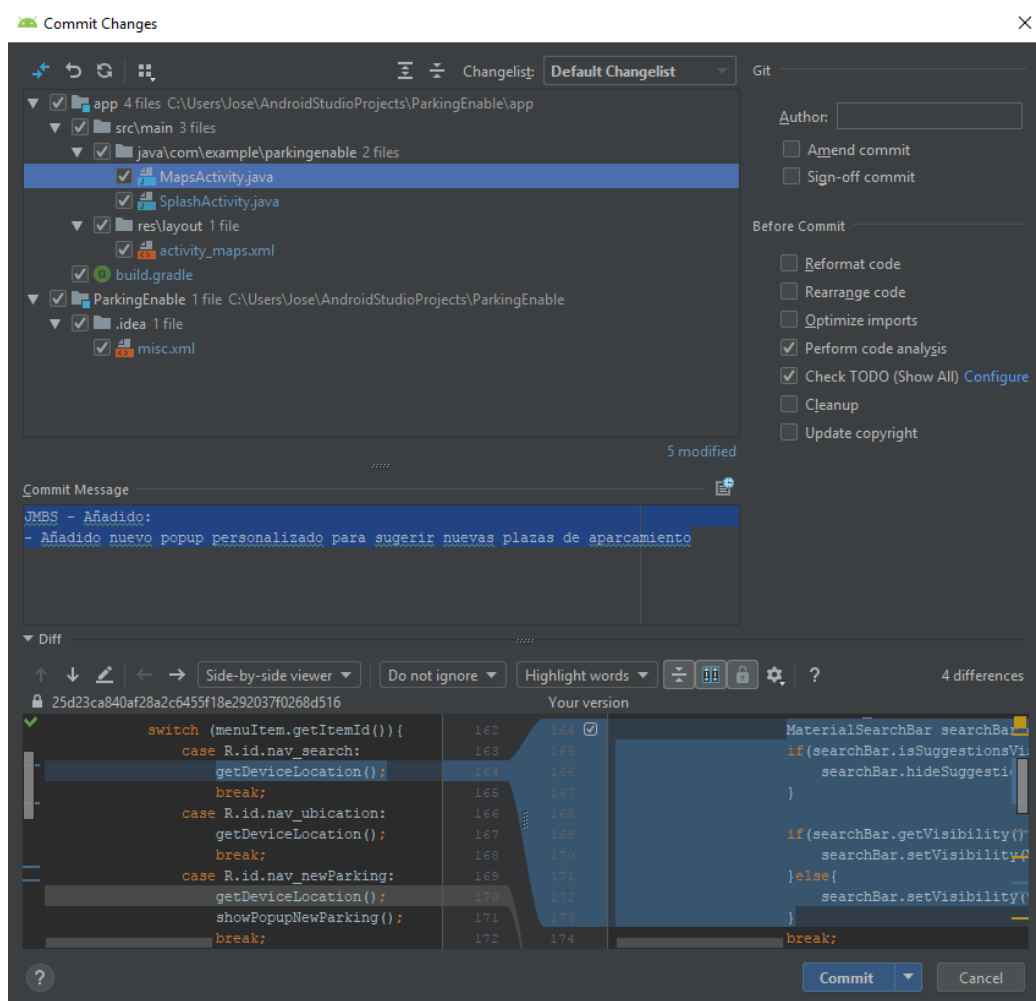 Commit Changes
Changelist: Default Changelist
Git
app 4 files C:\Users\Jose\AndroidStudioProjects\ParkingEnable\app
src\main 3 files
java\com\example\parkingenable 2 files
MapsActivity.java
SplashActivity.java
res\layout 1 file
activity_maps.xml
build.gradle
ParkingEnable 1 file C:\Users\Jose\AndroidStudioProjects\ParkingEnable
.idea 1 file
misc.xml
5 modified
Author:
Amend commit
Sign-off commit
Before Commit
Reformat code
Rearrange code
Optimize imports
Perform code analysis
Check TODO (Show All) Configure
Cleanup
Update copyright
Commit Message
JMBS - Añadido:
- Añadido nuevo popup personalizado para sugerir nuevas plazas de aparcamiento
Diff
Side-by-side viewer Do not ignore Highlight words ? 4 differences
25d23ca840af28a2c6455f18e292037f0268d516 Your version
switch (menuItem.getItemId()){ 162 164 MaterialSearchBar searchBar
case R.id.nav_search: 163 165 if(searchBar.isSuggestionsVi
getDeviceLocation(); 164 166 searchBar.hideSuggesti
break; 165 167 }
case R.id.nav_ubication: 166 168
getDeviceLocation(); 167 169 if(searchBar.getVisibility()
break; 168 170 searchBar.setVisibility(
case R.id.nav_newParking: 169 171 }else{
getDeviceLocation(); 170 172 searchBar.setVisibility(
showPopupNewParking(); 171 173 }
break; 172 174 break;
? Commit Cancel